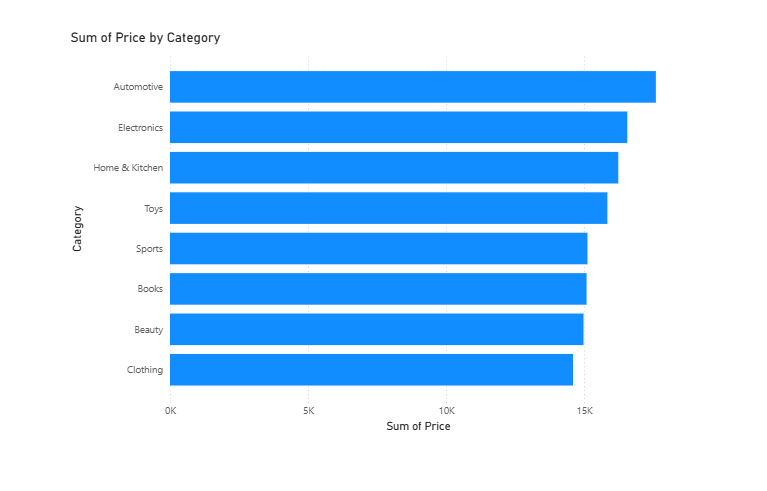 Sum of Price by Category
Category
Automotive
Electronics
Home & Kitchen
Toys
Sports
Books
Beauty
Clothing
0K 5K 10K 15K
Sum of Price